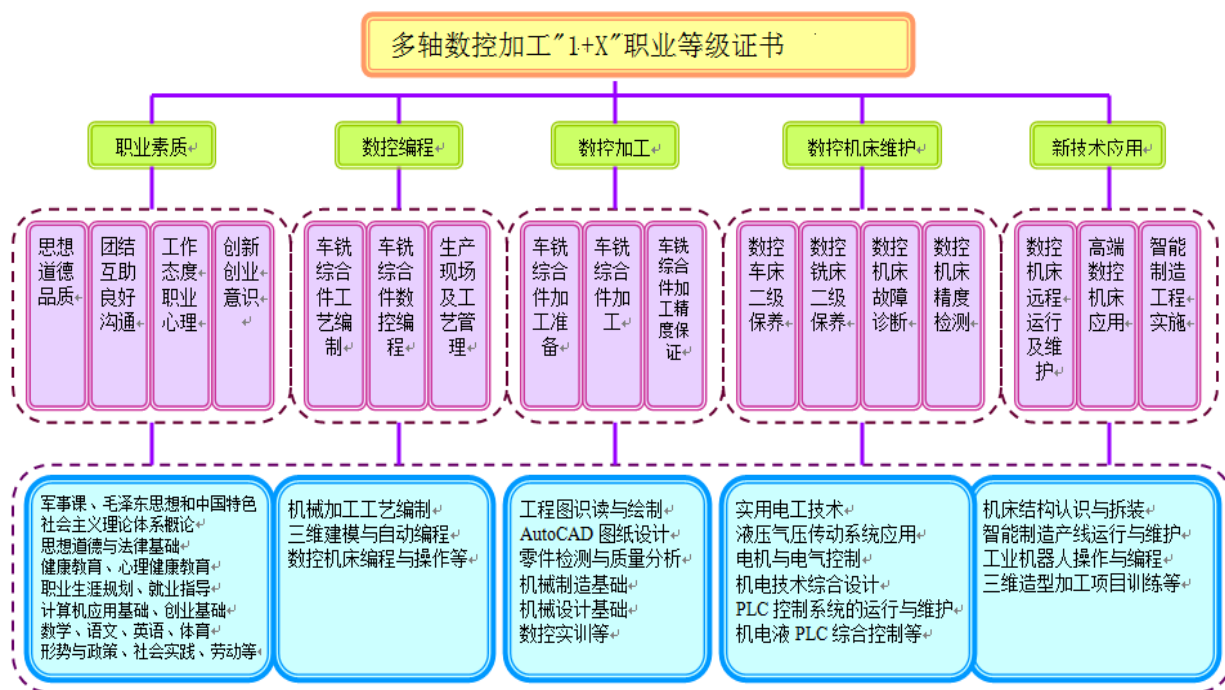 多轴数控加工"1+X"职业等级证书
职业素质
数控编程
数控加工
数控机床维护
新技术应用
思想
道德
品质
团结
互助
良好
沟通
工作
态度
职业
心理
创新
创业
意识
车铣
综合
件工
艺编
制
车铣
综合
件数
控编
程
生产
现场
及工
艺管
理
车铣
综合
件加
工准
备
车铣
综合
件加
工
车铣
综合
件加
工精
度保
证
数控
车床
二级
保养
数控
铣床
二级
保养
数控
机床
故障
诊断
数控
机床
精度
检测
数控
机床
远程
运行
及维
护
高端
数控
机床
应用
智能
制造
工程
实施
军事课、毛泽东思想和中国特色
社会主义理论体系概论
思想道德与法律基础
健康教育、心理健康教育
职业生涯规划、就业指导
计算机应用基础、创业基础
数学、语文、英语、体育
形势与政策、社会实践、劳动等
机械加工工艺编制
三维建模与自动编程
数控机床编程与操作等
工程图识读与绘制
AutoCAD 图纸设计
零件检测与质量分析
机械制造基础
机械设计基础
数控实训等
实用电工技术
液压气压传动系统应用
电机与电气控制
机电技术综合设计
PLC 控制系统的运行与维护
机电液 PLC 综合控制等
机床结构认识与拆装
智能制造产线运行与维护
工业机器人操作与编程
三维造型加工项目训练等